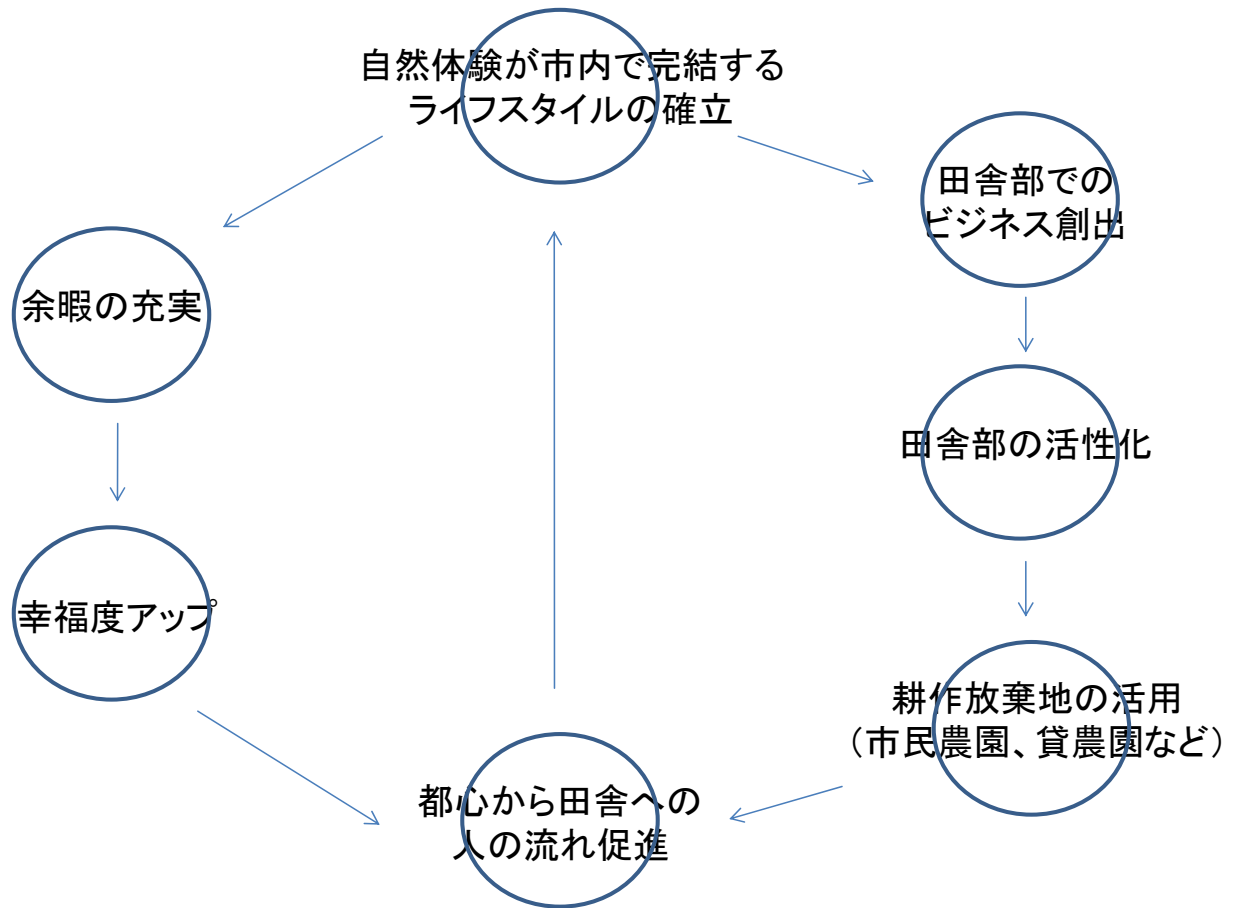 自然体験が市内で完結する
ライフスタイルの確立
田舎部での
ビジネス創出
余暇の充実
田舎部の活性化
幸福度アップ
耕作放棄地の活用
（市民農園、貸農園など）
都心から田舎への
人の流れ促進